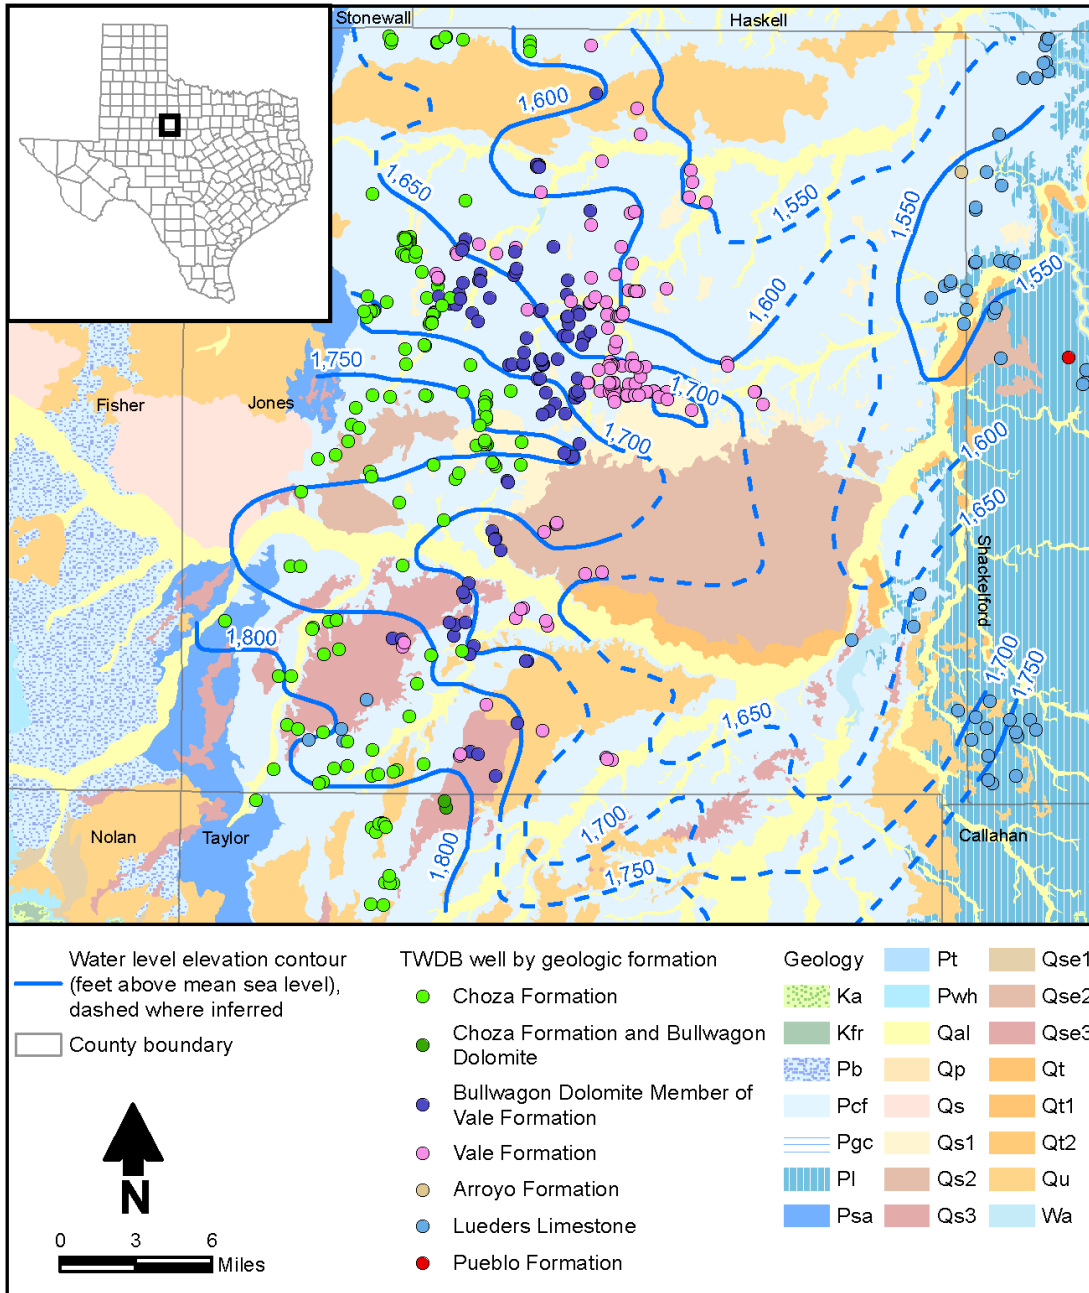 Stonewall
Haskell
1,600
1,650
1,550
1,550
1,600
1,550
1,750
1,700
Fisher
Jones
1,700
1,600
1,650
Shackelford
1,800
1,700
1,750
1,650
Nolan
Taylor
1,700
Callahan
1,800
1,750
Water level elevation contour
(feet above mean sea level),
dashed where inferred
County boundary
N
0 3 6
Miles
TWDB well by geologic formation
Choza Formation
Choza Formation and Bullwagon
Dolomite
Bullwagon Dolomite Member of
Vale Formation
Vale Formation
Arroyo Formation
Lueders Limestone
Pueblo Formation
Geology
Ka
Kfr
Pb
Pcf
Pgc
Pl
Psa
Pt
Pwh
Qal
Qp
Qs
Qs1
Qs2
Qs3
Qse1
Qse2
Qse3
Qt
Qt1
Qt2
Qu
Wa